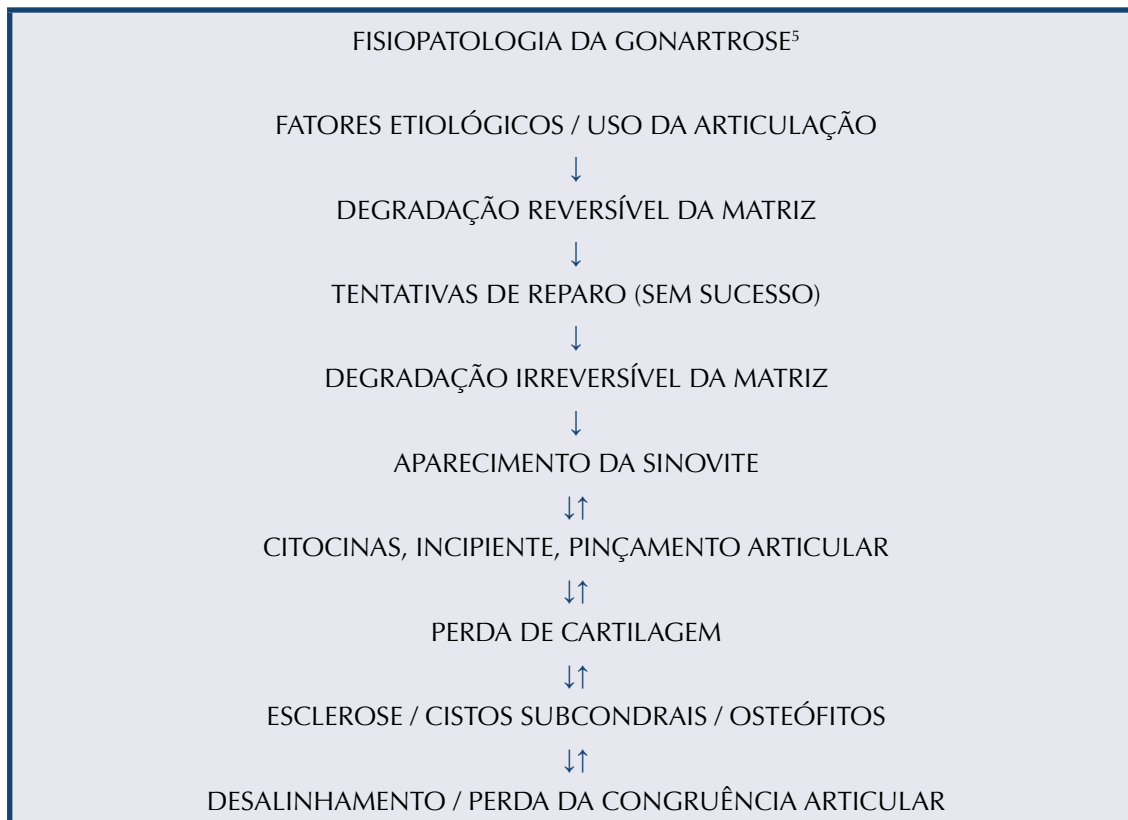 FISIOPATOLOGIA DA GONARTROSE⁵
FATORES ETIOLÓGICOS / USO DA ARTICULAÇÃO
↓
DEGRADAÇÃO REVERSÍVEL DA MATRIZ
↓
TENTATIVAS DE REPARO (SEM SUCESSO)
↓
DEGRADAÇÃO IRREVERSÍVEL DA MATRIZ
↓
APARECIMENTO DA SINOVITE
↓↑
CITOCINAS, INCIPIENTE, PINÇAMENTO ARTICULAR
↓↑
PERDA DE CARTILAGEM
↓↑
ESCLEROSE / CISTOS SUBCONDRAIS / OSTEÓFITOS
↓↑
DESALINHAMENTO / PERDA DA CONGRUÊNCIA ARTICULAR